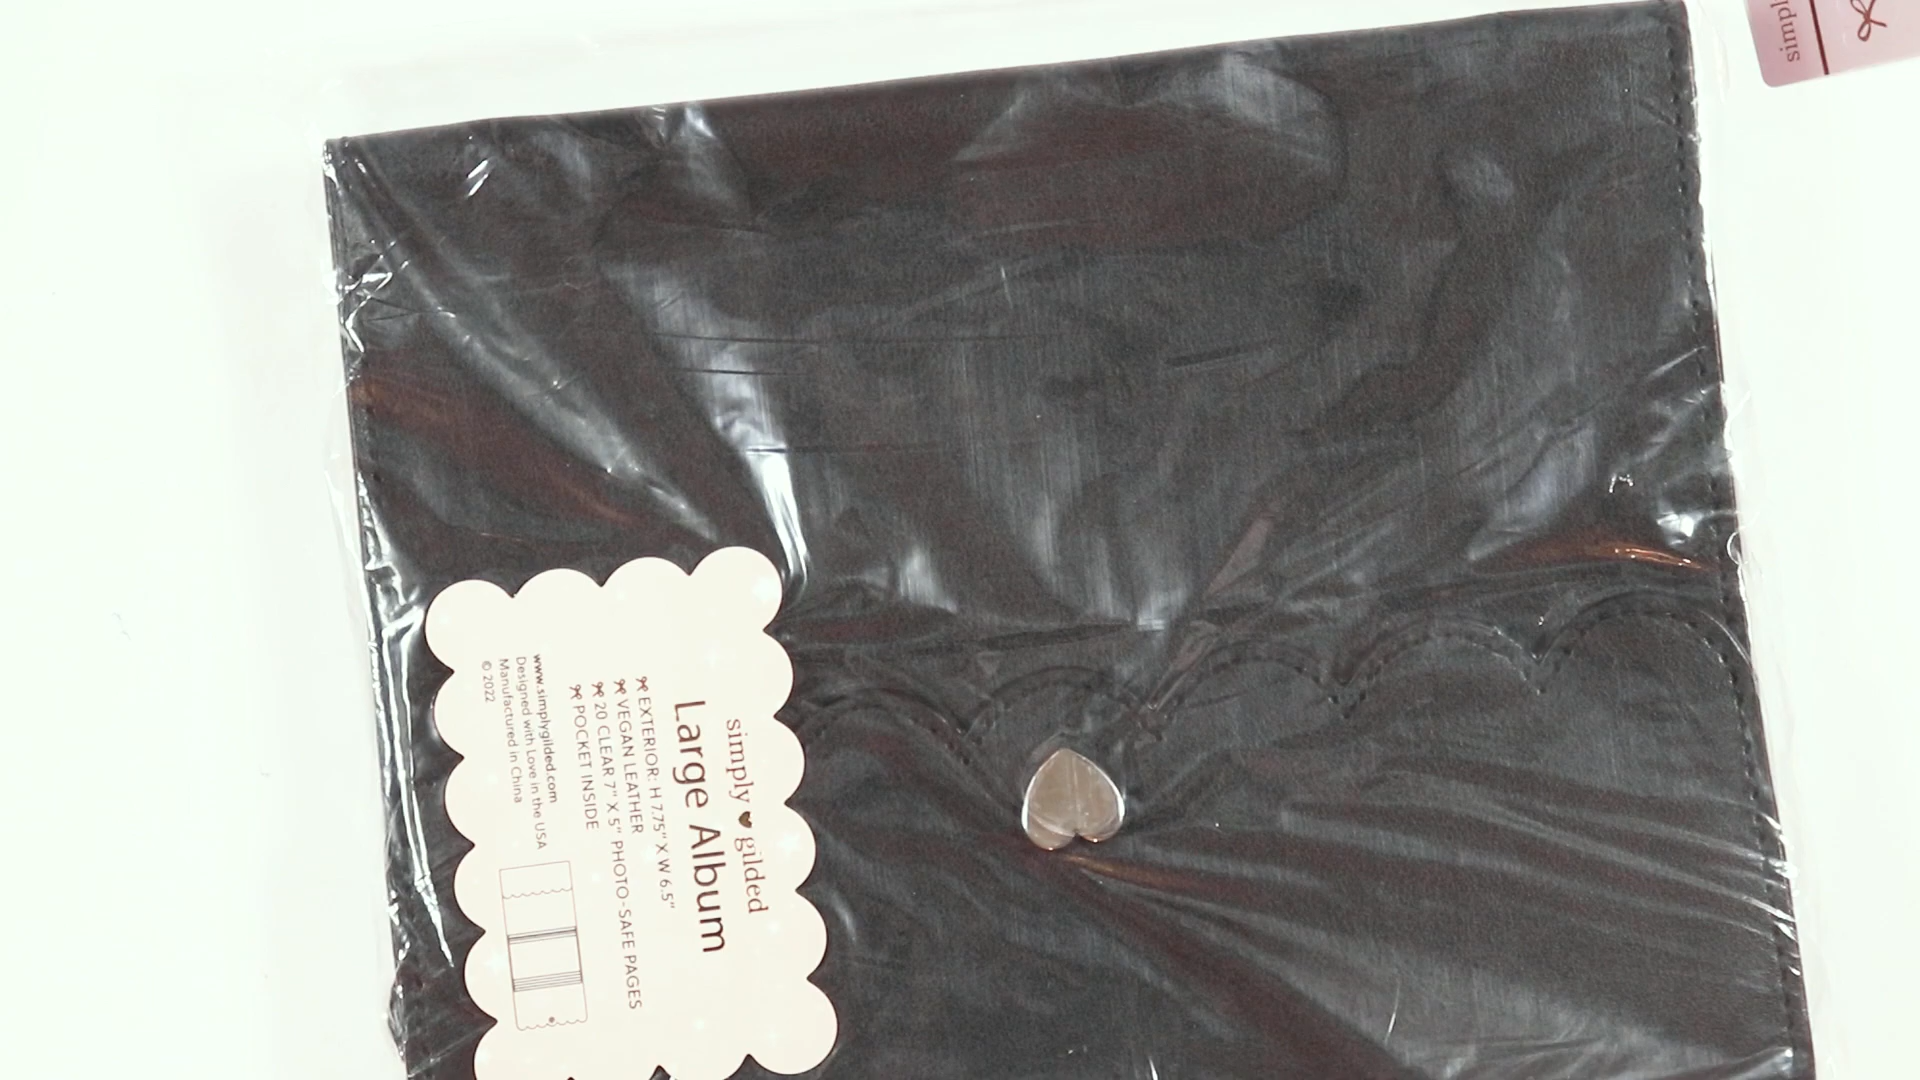 simply gilded
Large Album
EXTERIOR: H 7.75" X W 6.5"
VEGAN LEATHER
20 CLEAR 7" X 5" PHOTO-SAFE PAGES
POCKET INSIDE
www.simplygilded.com
Designed with Love in the USA
Manufactured in China
© 2022
simpl